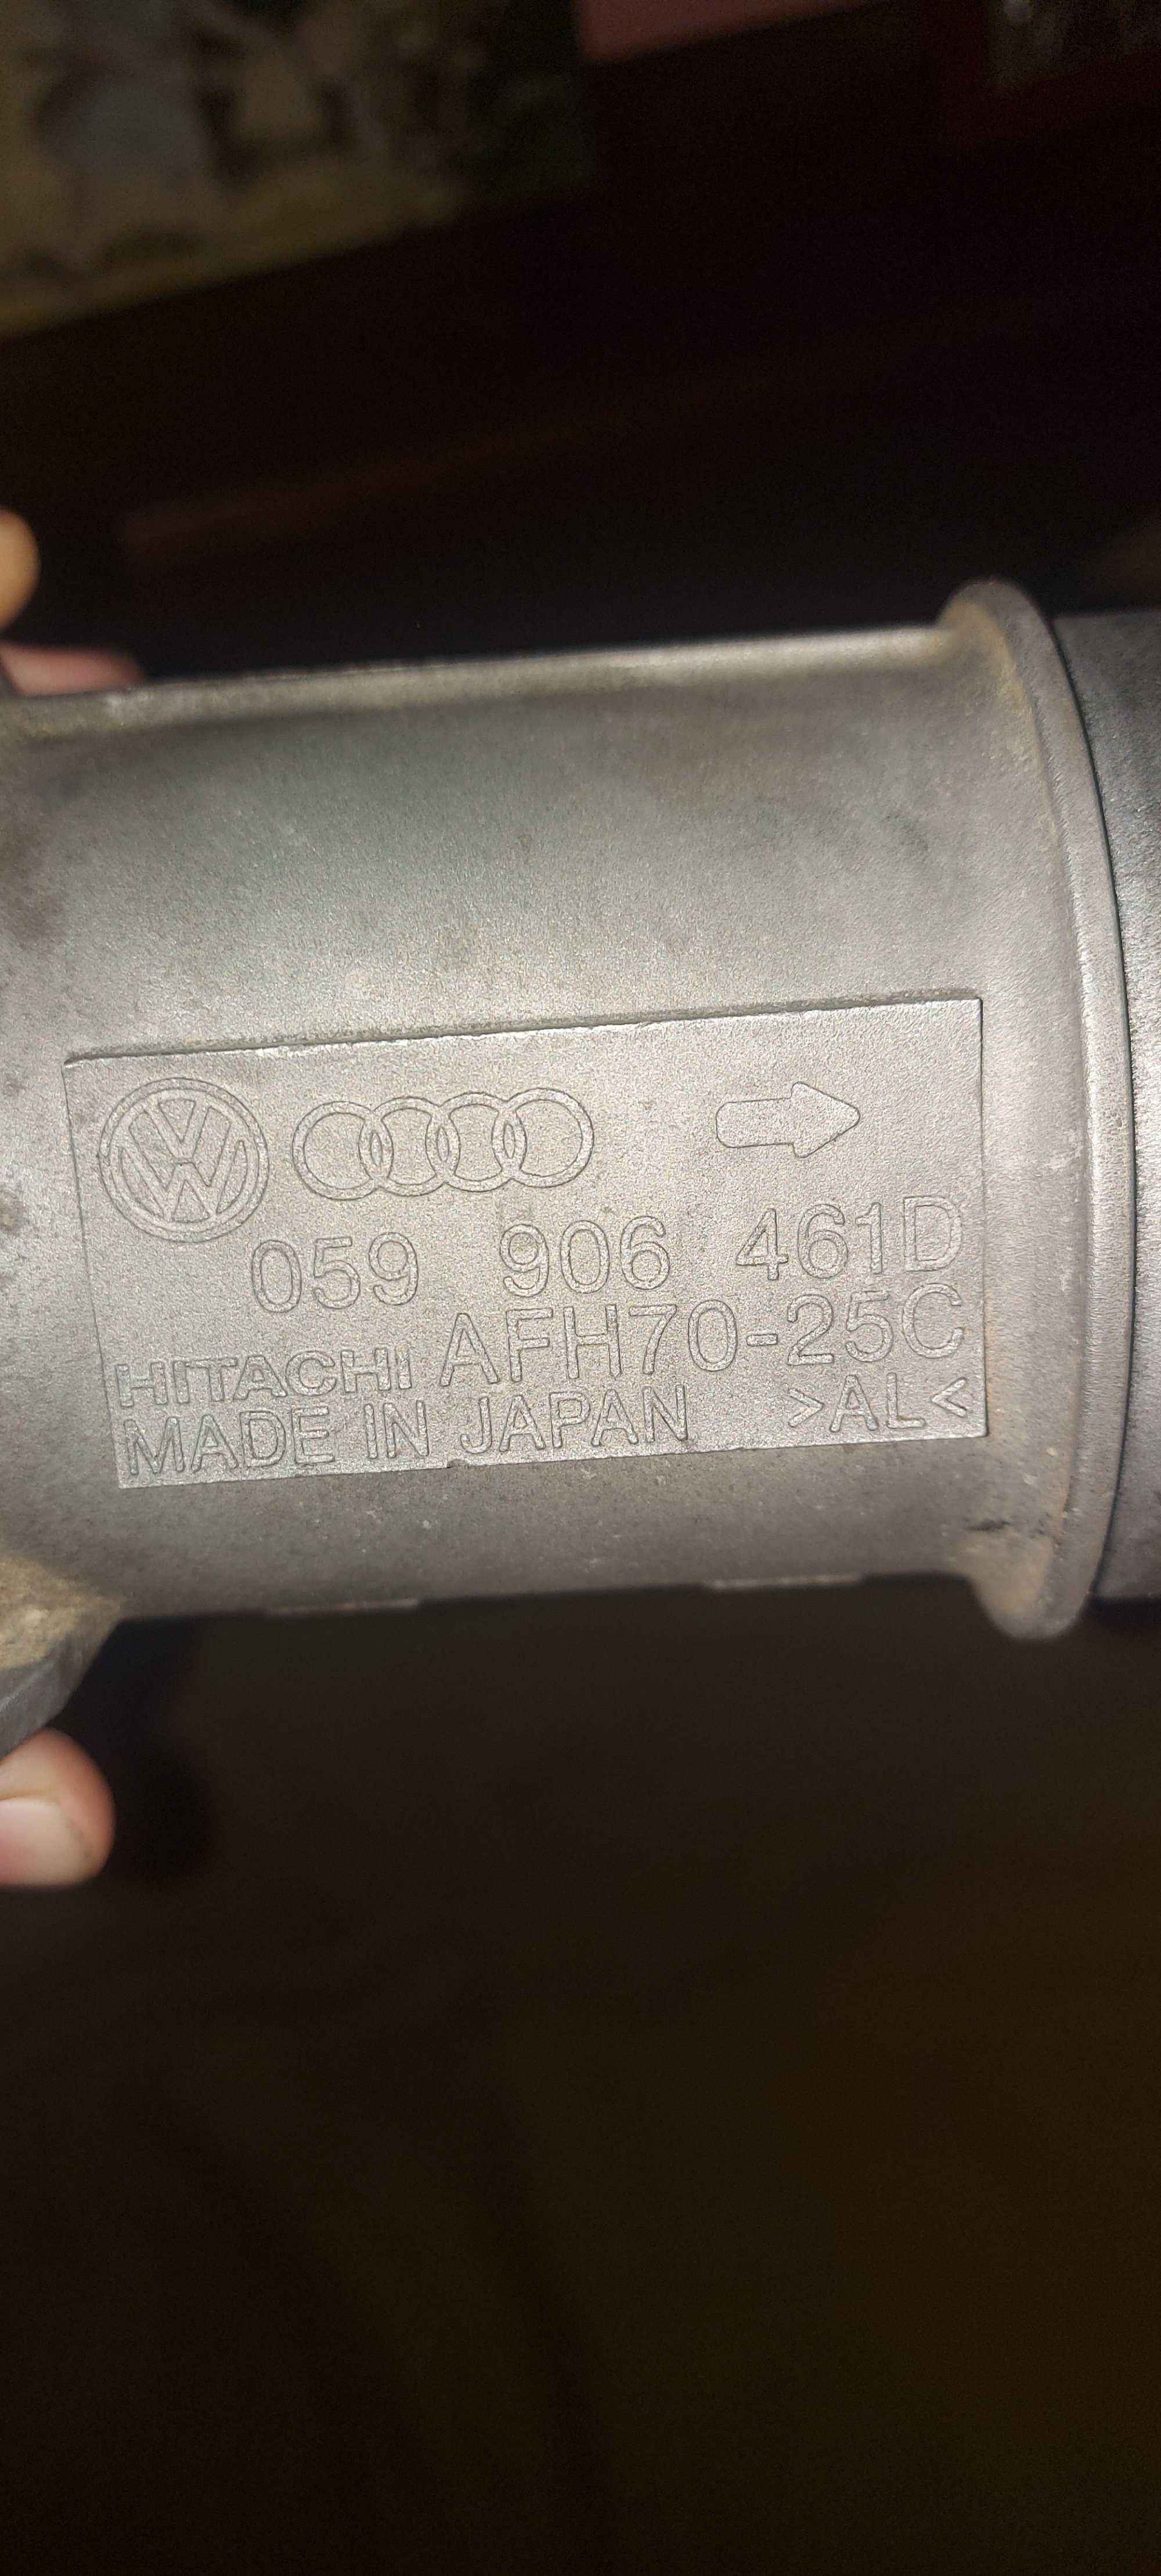 059 906 461D
HITACHI AFH70-25C
MADE IN JAPAN >AL<